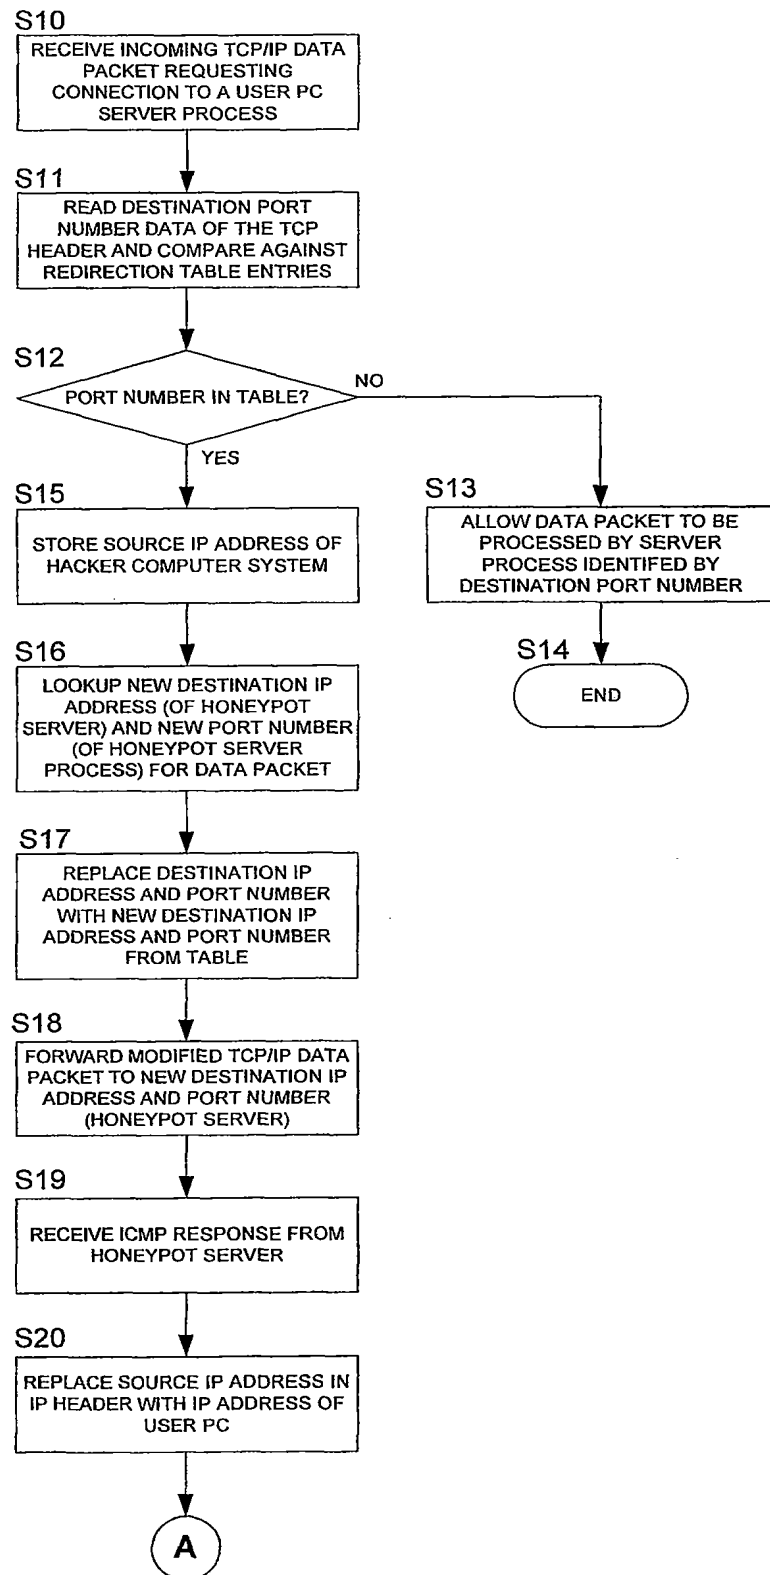 S10
RECEIVE INCOMING TCP/IP DATA
PACKET REQUESTING
CONNECTION TO A USER PC
SERVER PROCESS
S11
READ DESTINATION PORT
NUMBER DATA OF THE TCP
HEADER AND COMPARE AGAINST
REDIRECTION TABLE ENTRIES
S12
PORT NUMBER IN TABLE?
NO
YES
S13
ALLOW DATA PACKET TO BE
PROCESSED BY SERVER
PROCESS IDENTIFED BY
DESTINATION PORT NUMBER
S14
END
S15
STORE SOURCE IP ADDRESS OF
HACKER COMPUTER SYSTEM
S16
LOOKUP NEW DESTINATION IP
ADDRESS (OF HONEYPOT
SERVER) AND NEW PORT NUMBER
(OF HONEYPOT SERVER
PROCESS) FOR DATA PACKET
S17
REPLACE DESTINATION IP
ADDRESS AND PORT NUMBER
WITH NEW DESTINATION IP
ADDRESS AND PORT NUMBER
FROM TABLE
S18
FORWARD MODIFIED TCP/IP DATA
PACKET TO NEW DESTINATION IP
ADDRESS AND PORT NUMBER
(HONEYPOT SERVER)
S19
RECEIVE ICMP RESPONSE FROM
HONEYPOT SERVER
S20
REPLACE SOURCE IP ADDRESS IN
IP HEADER WITH IP ADDRESS OF
USER PC
A